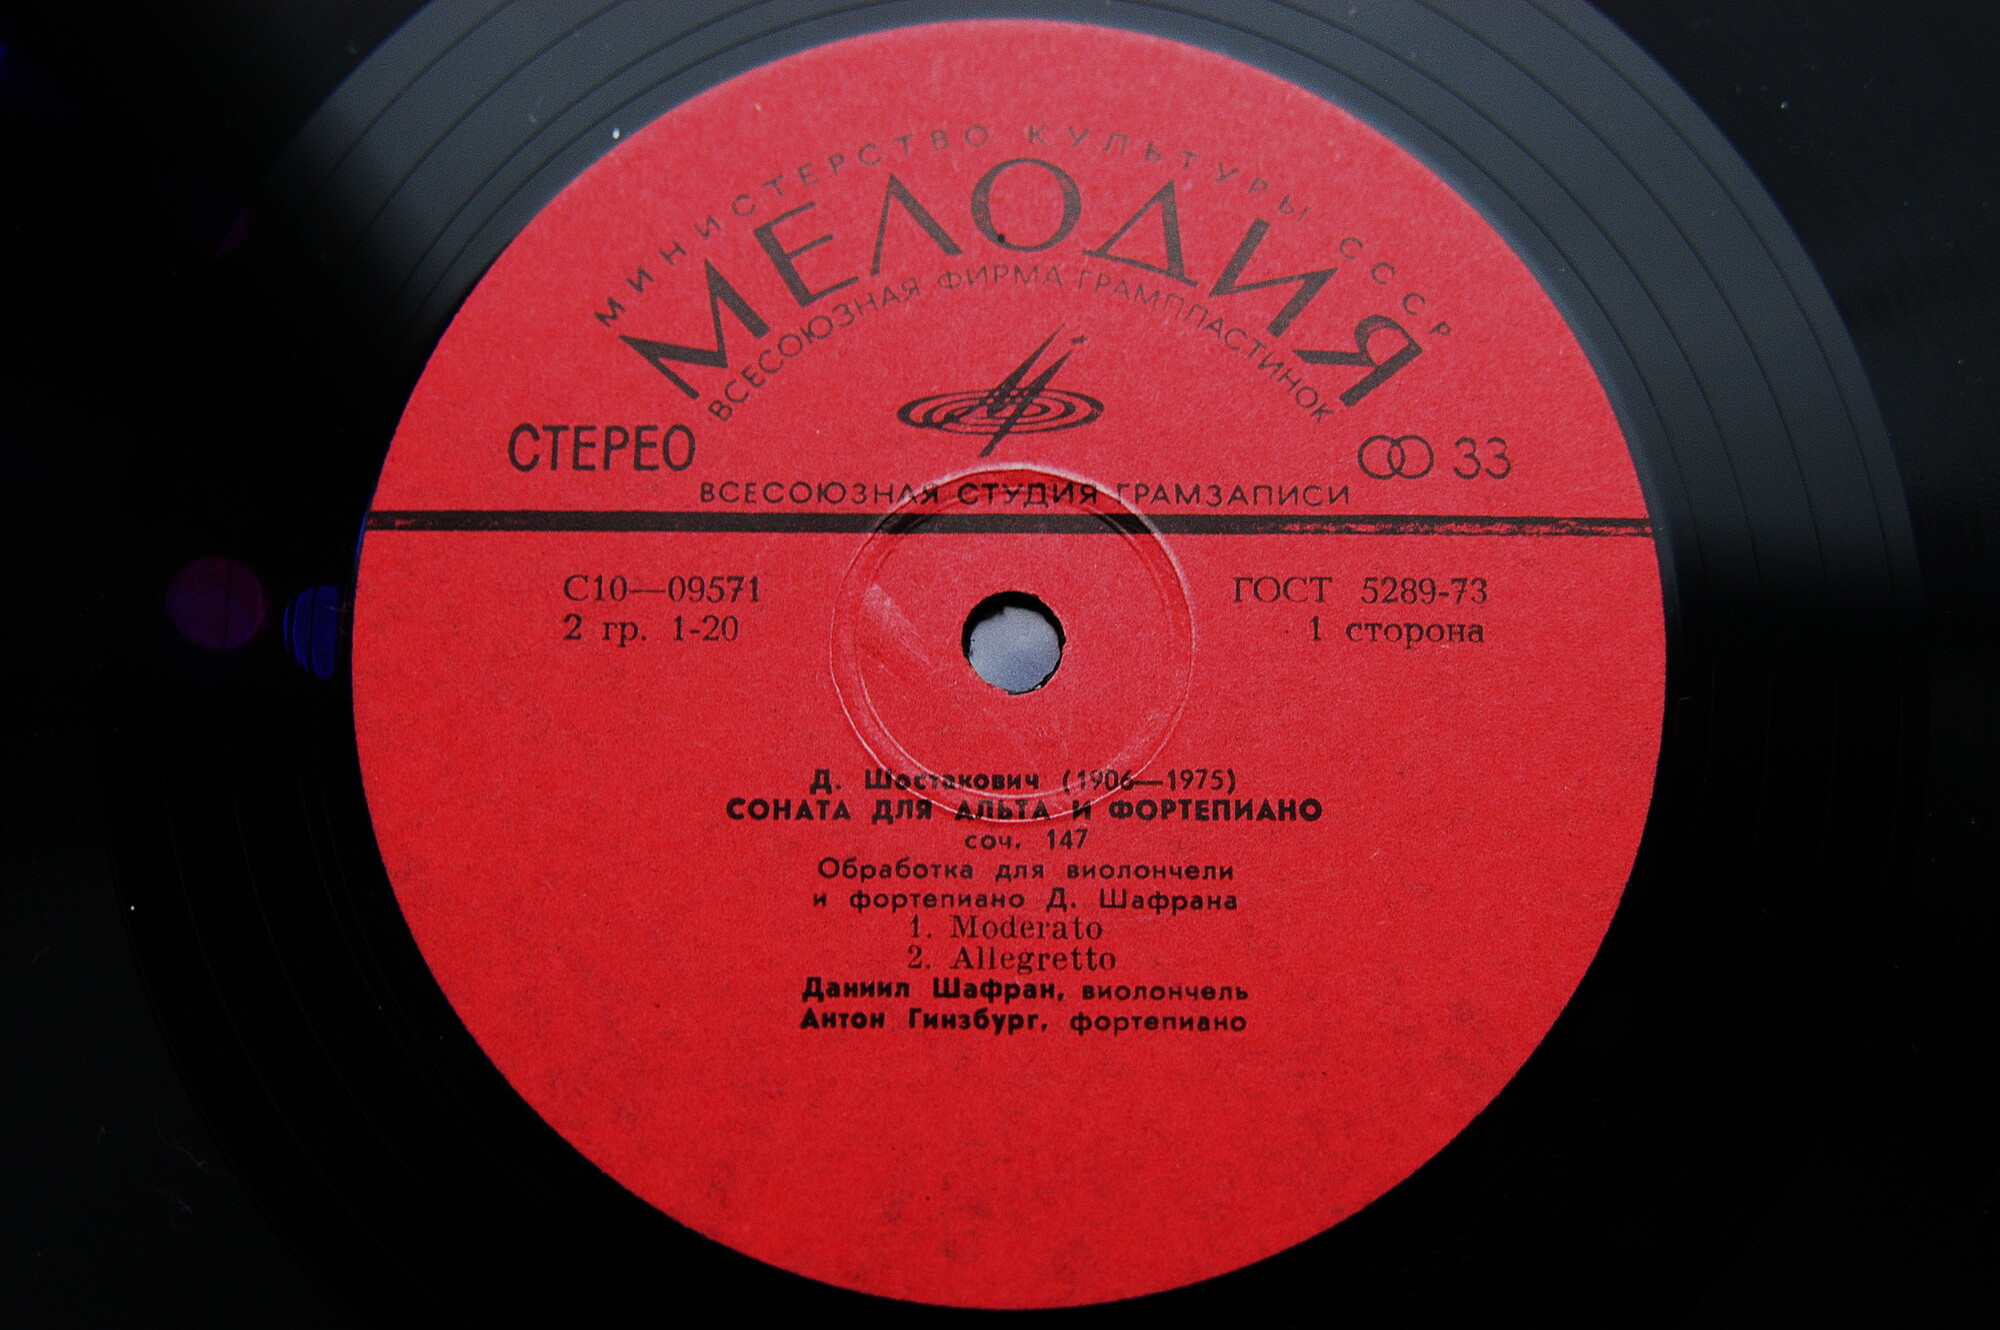 МИНИСТЕРСТВО КУЛЬТУРЫ СССР
МЕЛОДИЯ
ВСЕСОЮЗНАЯ ФИРМА ГРАМПЛАСТИНОК
СТЕРЕО
33
ВСЕСОЮЗНАЯ СТУДИЯ ГРАМЗАПИСИ
С10—09571
ГОСТ 5289-73
2 гр. 1-20
1 сторона
Д. Шостакович (1906—1975)
СОНАТА ДЛЯ АЛЬТА И ФОРТЕПИАНО
соч. 147
Обработка для виолончели
и фортепиано Д. Шафрана
1. Moderato
2. Allegretto
Даниил Шафран, виолончель
Антон Гинзбург, фортепиано